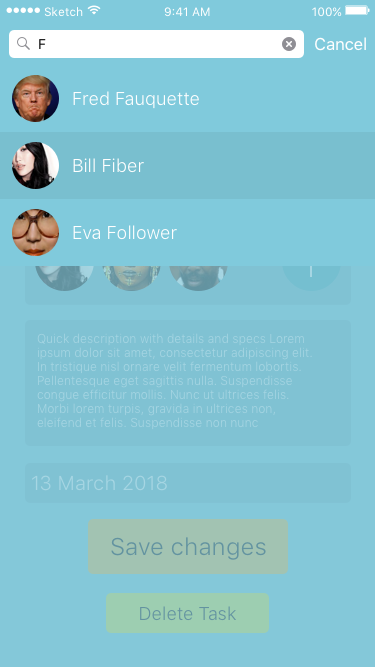 Sketch 9:41 AM 100%
F Cancel
Fred Fauquette
Bill Fiber
Eva Follower
Quick description with details and specs Lorem
ipsum dolor sit amet, consectetur adipiscing elit.
In tristique nisl ornare velit fermentum lobortis.
Pellentesque eget sagittis nulla. Suspendisse
congue efficitur mollis. Nunc ut ultrices felis.
Morbi lorem turpis, gravida in ultrices non,
eleifend et felis. Suspendisse non nunc
13 March 2018
Save changes
Delete Task